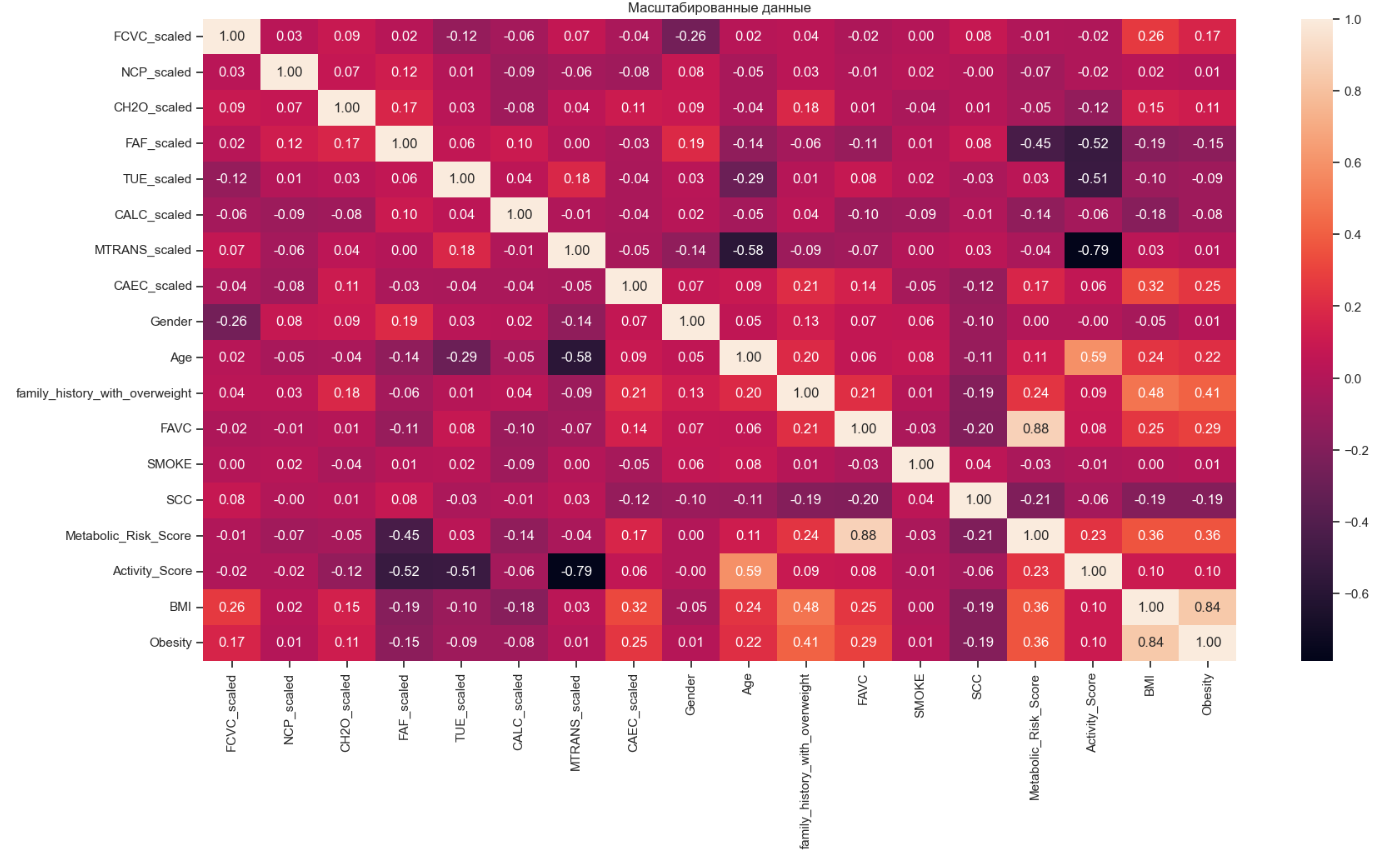 Масштабированные данные
FCVC_scaled 1.00 0.03 0.09 0.02 -0.12 -0.06 0.07 -0.04 -0.26 0.02 0.04 -0.02 0.00 0.08 -0.01 -0.02 0.26 0.17
NCP_scaled 0.03 1.00 0.07 0.12 0.01 -0.09 -0.06 -0.08 0.08 -0.05 0.03 -0.01 0.02 -0.00 -0.07 -0.02 0.02 0.01
CH2O_scaled 0.09 0.07 1.00 0.17 0.03 -0.08 0.04 0.11 0.09 -0.04 0.18 0.01 -0.04 0.01 -0.05 -0.12 0.15 0.11
FAF_scaled 0.02 0.12 0.17 1.00 0.06 0.10 0.00 -0.03 0.19 -0.14 -0.06 -0.11 0.01 0.08 -0.45 -0.52 -0.19 -0.15
TUE_scaled -0.12 0.01 0.03 0.06 1.00 0.04 0.18 -0.04 0.03 -0.29 0.01 0.08 0.02 -0.03 0.03 -0.51 -0.10 -0.09
CALC_scaled -0.06 -0.09 -0.08 0.10 0.04 1.00 -0.01 -0.04 0.02 -0.05 0.04 -0.10 -0.09 -0.01 -0.14 -0.06 -0.18 -0.08
MTRANS_scaled 0.07 -0.06 0.04 0.00 0.18 -0.01 1.00 -0.05 -0.14 -0.58 -0.09 -0.07 0.00 0.03 -0.04 -0.79 0.03 0.01
CAEC_scaled -0.04 -0.08 0.11 -0.03 -0.04 -0.04 -0.05 1.00 0.07 0.09 0.21 0.14 -0.05 -0.12 0.17 0.06 0.32 0.25
Gender -0.26 0.08 0.09 0.19 0.03 0.02 -0.14 0.07 1.00 0.05 0.13 0.07 0.06 -0.10 0.00 -0.00 -0.05 0.01
Age 0.02 -0.05 -0.04 -0.14 -0.29 -0.05 -0.58 0.09 0.05 1.00 0.20 0.06 0.08 -0.11 0.11 0.59 0.24 0.22
family_history_with_overweight 0.04 0.03 0.18 -0.06 0.01 0.04 -0.09 0.21 0.13 0.20 1.00 0.21 0.01 -0.19 0.24 0.09 0.48 0.41
FAVC -0.02 -0.01 0.01 -0.11 0.08 -0.10 -0.07 0.14 0.07 0.06 0.21 1.00 -0.03 -0.20 0.88 0.08 0.25 0.29
SMOKE 0.00 0.02 -0.04 0.01 0.02 -0.09 0.00 -0.05 0.06 0.08 0.01 -0.03 1.00 0.04 -0.03 -0.01 0.00 0.01
SCC 0.08 -0.00 0.01 0.08 -0.03 -0.01 0.03 -0.12 -0.10 -0.11 -0.19 -0.20 0.04 1.00 -0.21 -0.06 -0.19 -0.19
Metabolic_Risk_Score -0.01 -0.07 -0.05 -0.45 0.03 -0.14 -0.04 0.17 0.00 0.11 0.24 0.88 -0.03 -0.21 1.00 0.23 0.36 0.36
Activity_Score -0.02 -0.02 -0.12 -0.52 -0.51 -0.06 -0.79 0.06 -0.00 0.59 0.09 0.08 -0.01 -0.06 0.23 1.00 0.10 0.10
BMI 0.26 0.02 0.15 -0.19 -0.10 -0.18 0.03 0.32 -0.05 0.24 0.48 0.25 0.00 -0.19 0.36 0.10 1.00 0.84
Obesity 0.17 0.01 0.11 -0.15 -0.09 -0.08 0.01 0.25 0.01 0.22 0.41 0.29 0.01 -0.19 0.36 0.10 0.84 1.00
FCVC_scaled
NCP_scaled
CH2O_scaled
FAF_scaled
TUE_scaled
CALC_scaled
MTRANS_scaled
CAEC_scaled
Gender
Age
family_history_with_overweight
FAVC
SMOKE
SCC
Metabolic_Risk_Score
Activity_Score
BMI
Obesity
1.0
0.8
0.6
0.4
0.2
0.0
−0.2
−0.4
−0.6